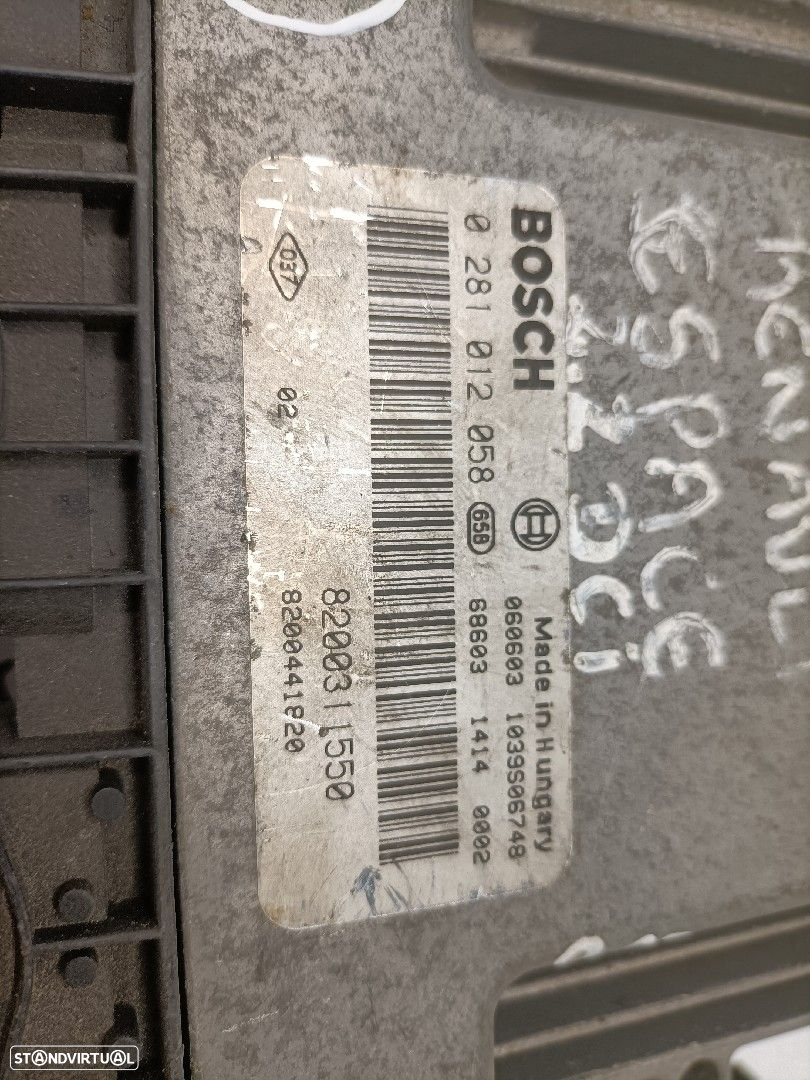 BOSCH
Made in Hungary
0 281 012 058
658
060603 1039S06748
68603 1414 0002
8200311550
037
02
8200441820
RENAULT
ESPACE
2.2 DCi
STANDVIRTUAL